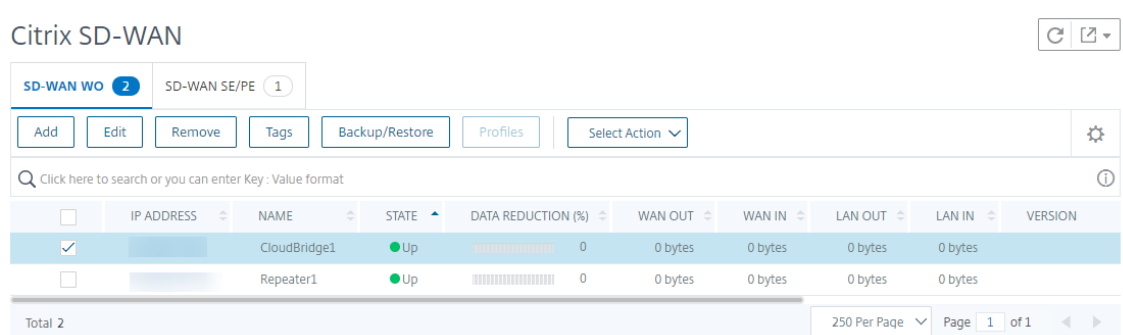 Citrix SD-WAN
SD-WAN WO 2 SD-WAN SE/PE 1
Add Edit Remove Tags Backup/Restore Profiles Select Action
Click here to search or you can enter Key : Value format
IP ADDRESS NAME STATE DATA REDUCTION (%) WAN OUT WAN IN LAN OUT LAN IN VERSION
CloudBridge1 Up 0 0 bytes 0 bytes 0 bytes 0 bytes
Repeater1 Up 0 0 bytes 0 bytes 0 bytes 0 bytes
Total 2 250 Per Page Page 1 of 1